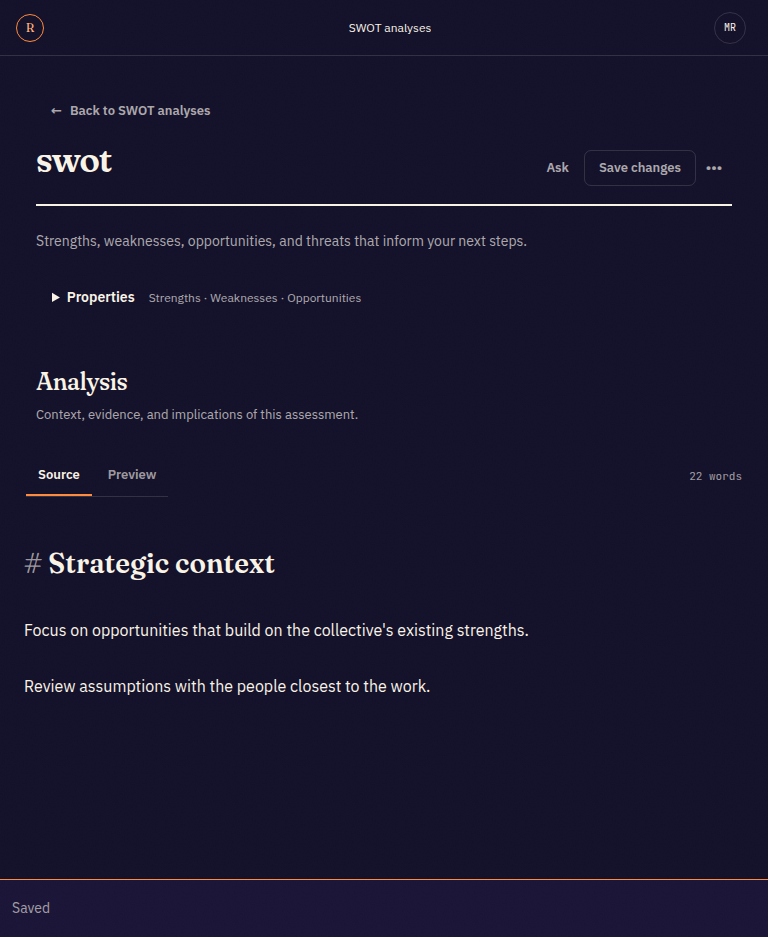 R
SWOT analyses
MR
← Back to SWOT analyses
swot
Ask
Save changes
•••
Strengths, weaknesses, opportunities, and threats that inform your next steps.
▶ Properties Strengths · Weaknesses · Opportunities
Analysis
Context, evidence, and implications of this assessment.
Source
Preview
22 words
# Strategic context
Focus on opportunities that build on the collective's existing strengths.
Review assumptions with the people closest to the work.
Saved